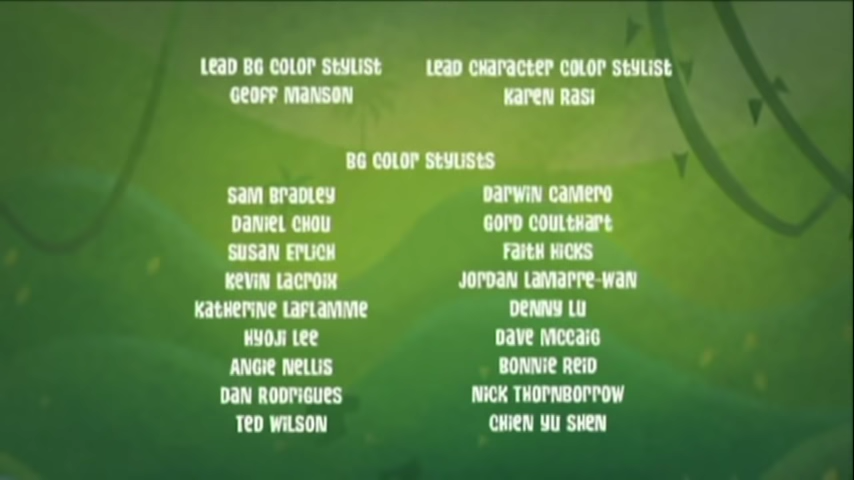 Lead BG Color Stylist
Geoff Manson
Lead Character Color Stylist
Karen Rasi
BG Color Stylists
Sam Bradley
Darwin Camero
Daniel Chou
Gord Coulthart
Susan Erlich
Faith Hicks
Kevin Lacroix
Jordan Lamarre-Wan
Katherine Laflamme
Denny Lu
Hyoji Lee
Dave McCaig
Angie Nellis
Bonnie Reid
Dan Rodrigues
Nick Thornborrow
Ted Wilson
Chien Yu Shen